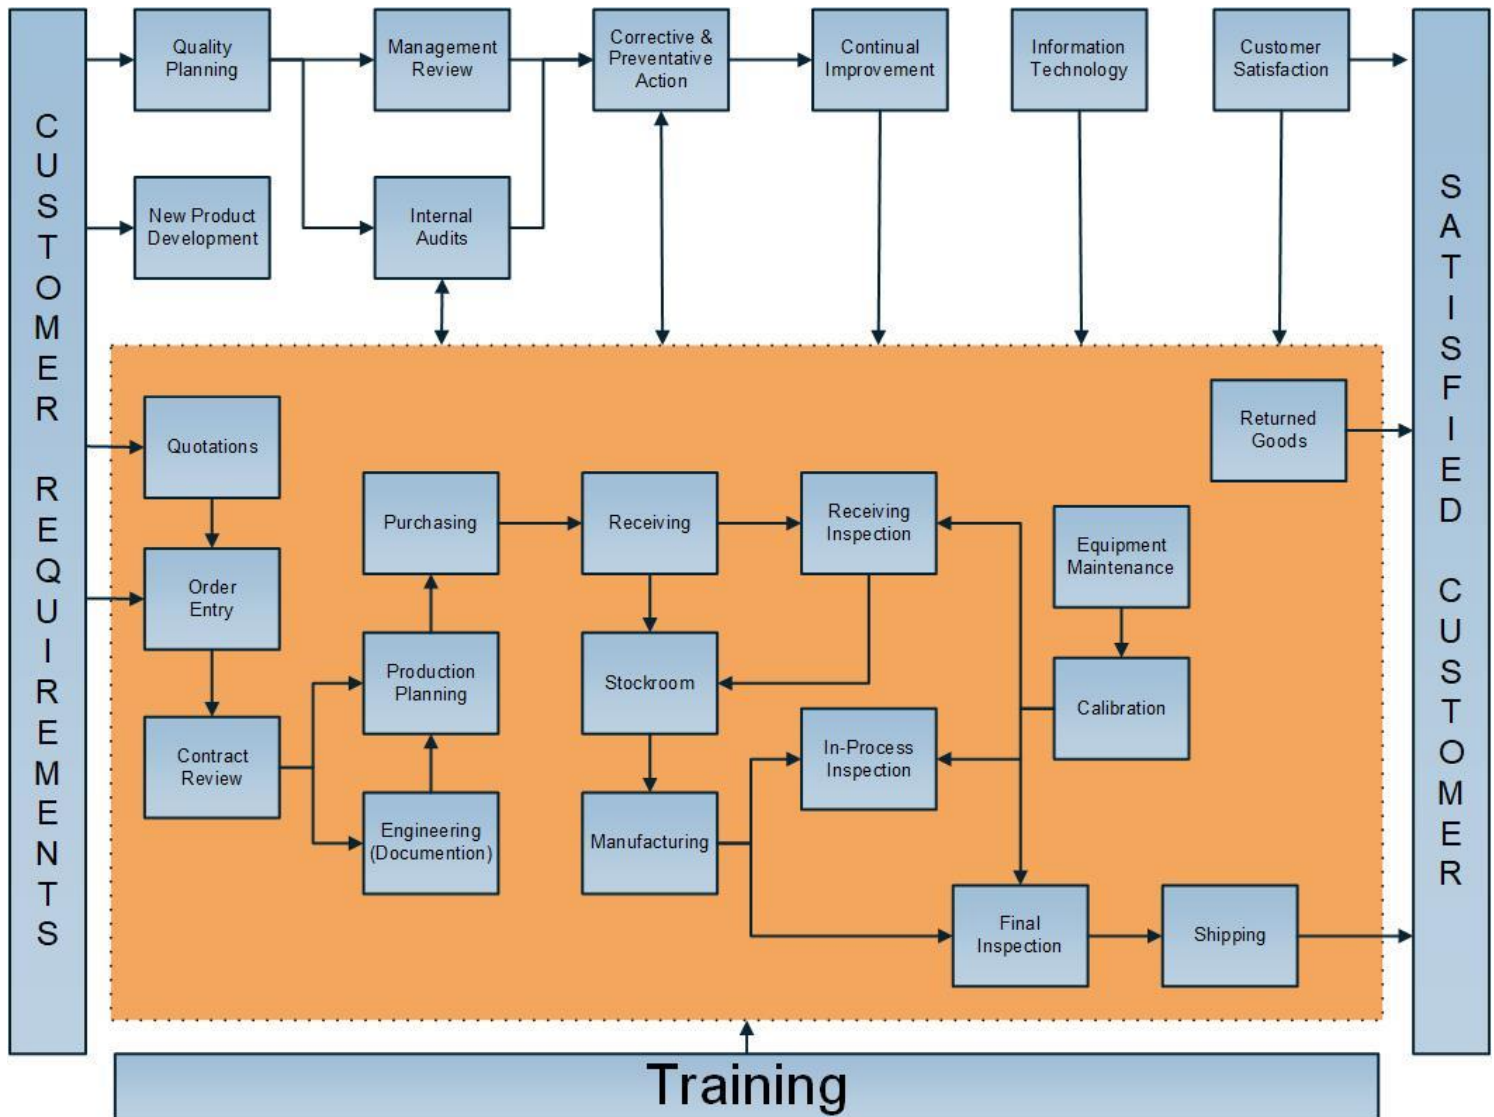 CUSTOMER REQUIREMENTS
Quality
Planning
Management
Review
Corrective &
Preventative
Action
Continual
Improvement
Information
Technology
Customer
Satisfaction
New Product
Development
Internal
Audits
Quotations
Order
Entry
Contract
Review
Purchasing
Production
Planning
Engineering
(Documention)
Receiving
Stockroom
Manufacturing
Receiving
Inspection
In-Process
Inspection
Equipment
Maintenance
Calibration
Returned
Goods
Final
Inspection
Shipping
SATISFIED CUSTOMER
Training